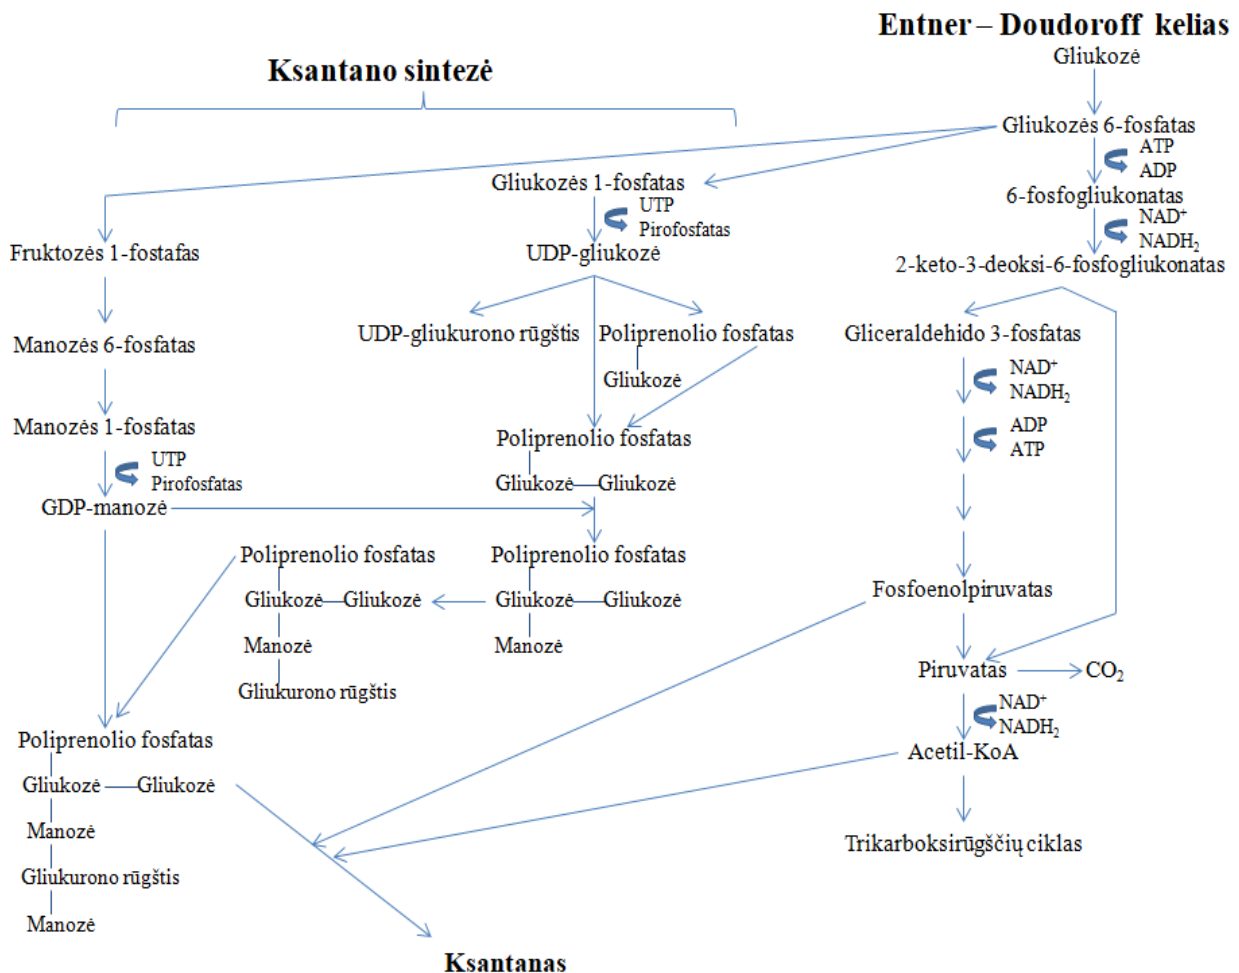 Entner – Doudoroff kelias
Ksantano sintezė
Gliukozė
Gliukozės 6-fosfatas
ATP
ADP
Gliukozės 1-fosfatas
6-fosfogliukonatas
UTP
Pirofosfatas
NAD⁺
NADH₂
Fruktozės 1-fostafas
UDP-gliukozė
2-keto-3-deoksi-6-fosfogliukonatas
UDP-gliukurono rūgštis
Poliprenolio fosfatas
Gliukozė
Gliceraldehido 3-fosfatas
Manozės 6-fosfatas
NAD⁺
NADH₂
Manozės 1-fosfatas
Poliprenolio fosfatas
Gliukozė Gliukozė
ADP
ATP
UTP
Pirofosfatas
GDP-manozė
Poliprenolio fosfatas
Gliukozė Gliukozė
Manozė
Gliukurono rūgštis
Poliprenolio fosfatas
Gliukozė Gliukozė
Manozė
Fosfoenolpiruvatas
Piruvatas
CO₂
NAD⁺
NADH₂
Poliprenolio fosfatas
Gliukozė Gliukozė
Manozė
Gliukurono rūgštis
Manozė
Acetil-KoA
Trikarboksirūgščių ciklas
Ksantanas